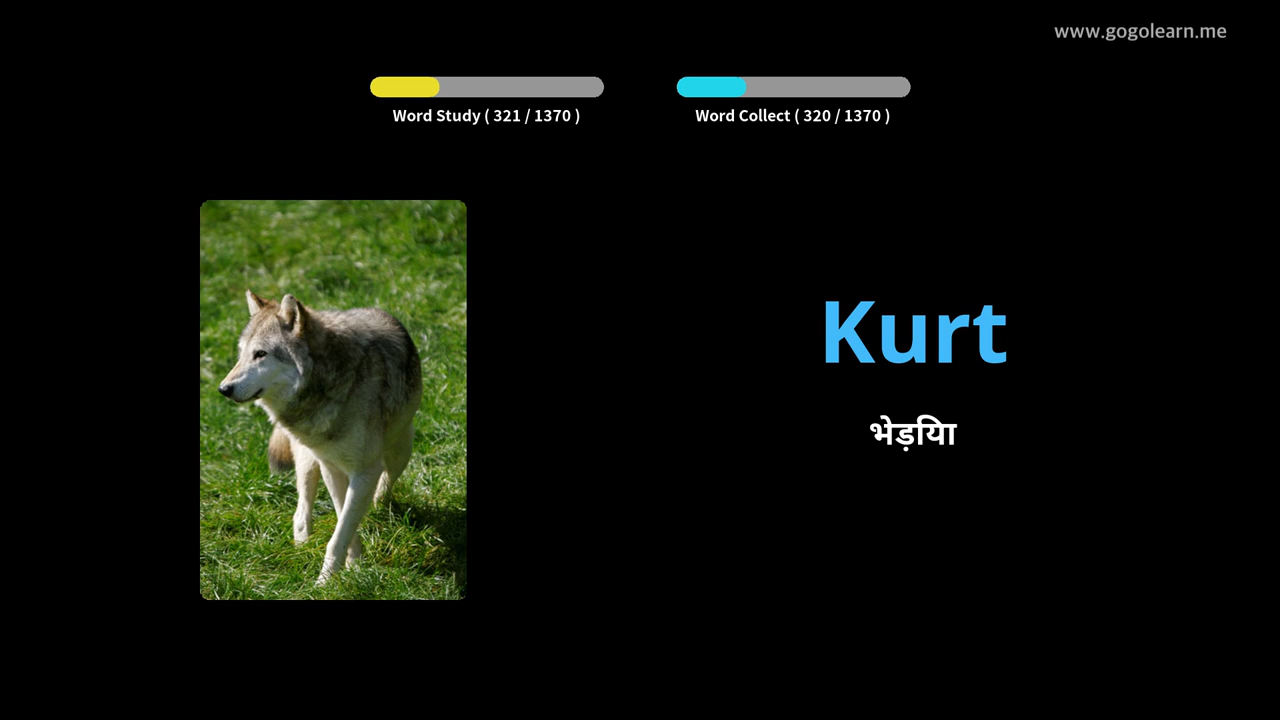 www.gogolearn.me
Word Study ( 321 / 1370 )
Word Collect ( 320 / 1370 )
Kurt
भेड़िया